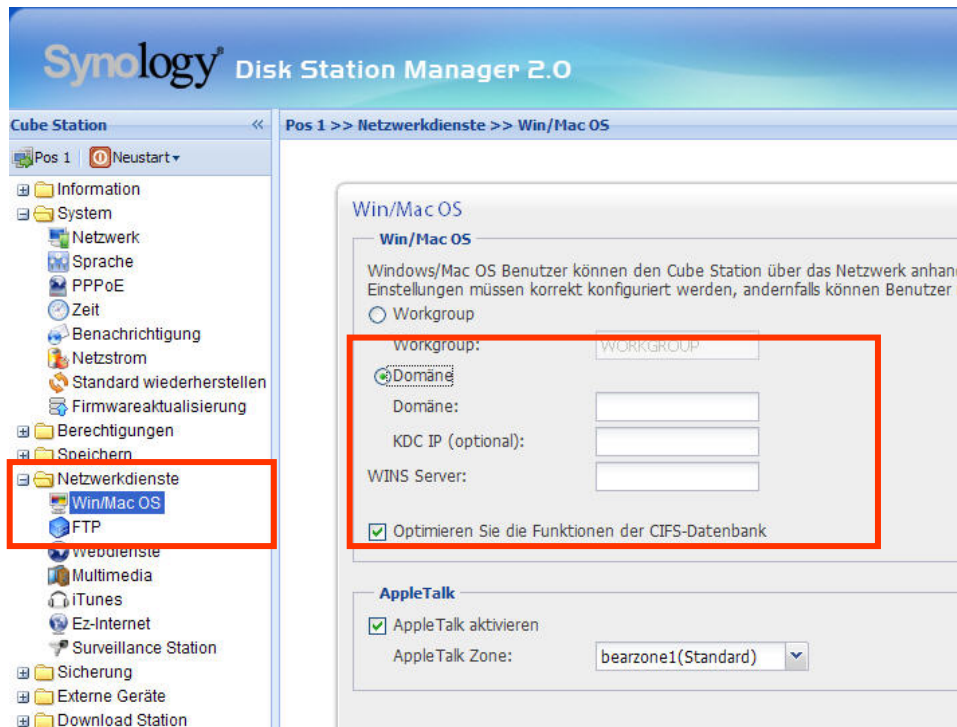 Synology® Disk Station Manager 2.0
Cube Station «
Pos 1 >> Netzwerkdienste >> Win/Mac OS
Pos 1 Neustart
Information
System
Netzwerk
Sprache
PPPoE
Zeit
Benachrichtigung
Netzstrom
Standard wiederherstellen
Firmwareaktualisierung
Berechtigungen
Speichern
Netzwerkdienste
Win/Mac OS
FTP
Webdienste
Multimedia
iTunes
Ez-Internet
Surveillance Station
Sicherung
Externe Geräte
Download Station
Win/Mac OS
Win/Mac OS
Windows/Mac OS Benutzer können den Cube Station über das Netzwerk anhan
Einstellungen müssen korrekt konfiguriert werden, andernfalls können Benutzer
Workgroup
Workgroup: WORKGROUP
Domäne
Domäne:
KDC IP (optional):
WINS Server:
Optimieren Sie die Funktionen der CIFS-Datenbank
AppleTalk
AppleTalk aktivieren
AppleTalk Zone: bearzone1(Standard)